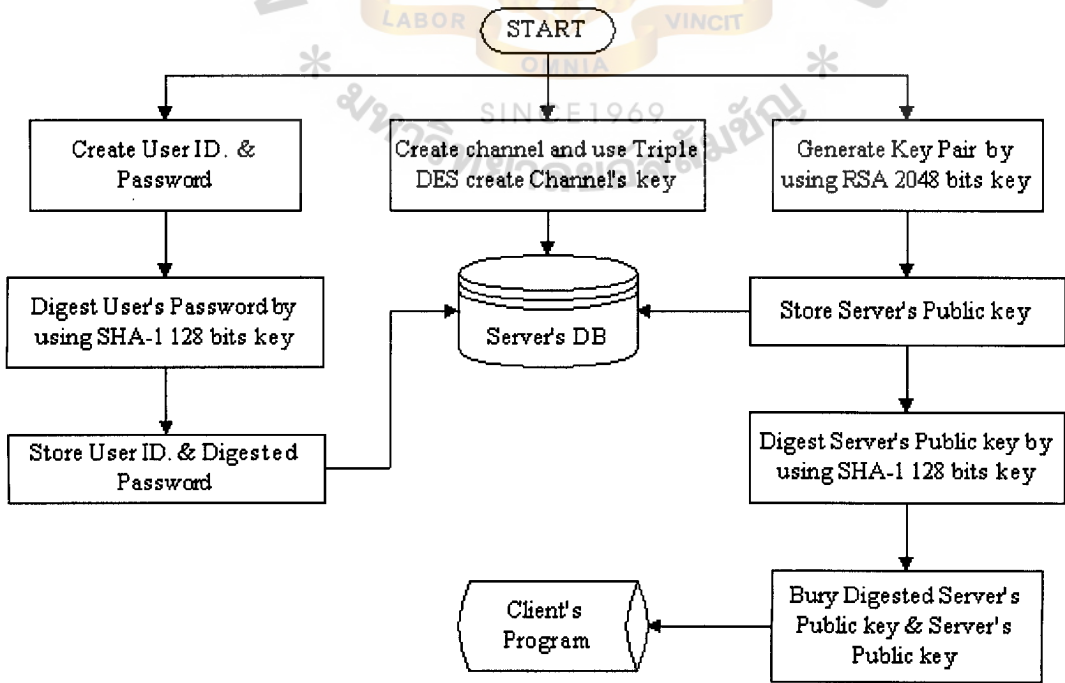 LABOR
VINCIT
START
OMNIA
SINCE1969
Create User ID. &
Password
Create channel and use Triple
DES create Channel's key
Generate Key Pair by
using RSA 2048 bits key
Digest User's Password by
using SHA-1 128 bits key
Server's DB
Store Server's Public key
Store User ID. & Digested
Password
Digest Server's Public key by
using SHA-1 128 bits key
Client's
Program
Bury Digested Server's
Public key & Server's
Public key